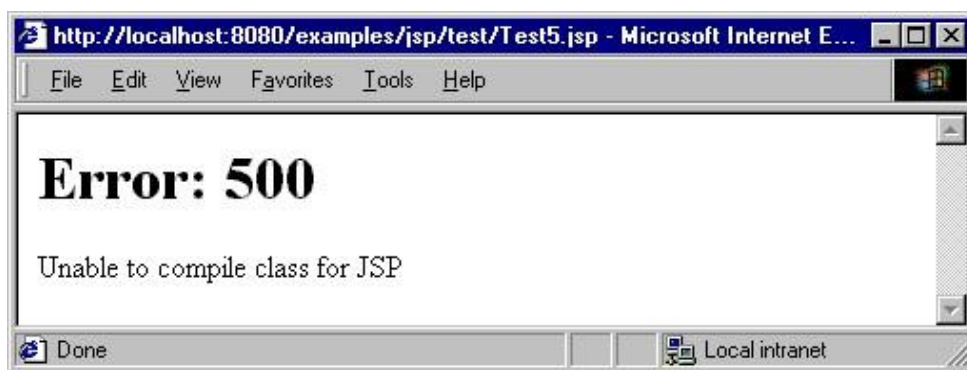 http://localhost:8080/examples/jsp/test/Test5.jsp - Microsoft Internet E...
File Edit View Favorites Tools Help
Error: 500
Unable to compile class for JSP
Done Local intranet